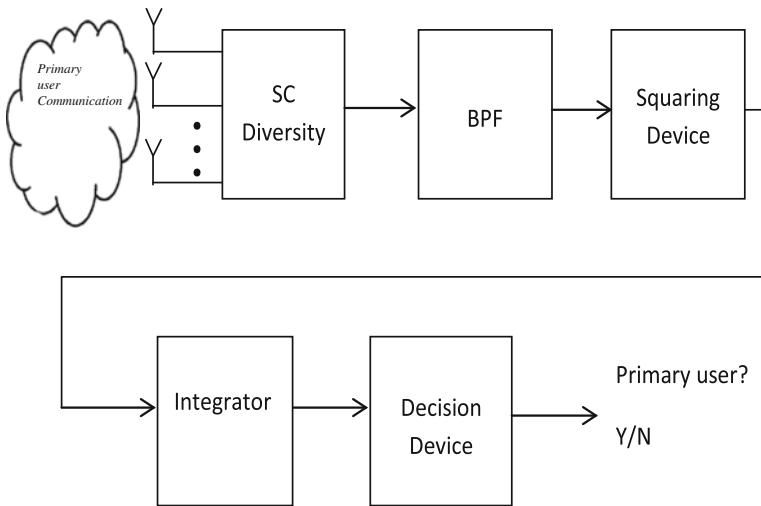 Primary
user
Communication
SC
Diversity
BPF
Squaring
Device
Integrator
Decision
Device
Primary user?
Y/N